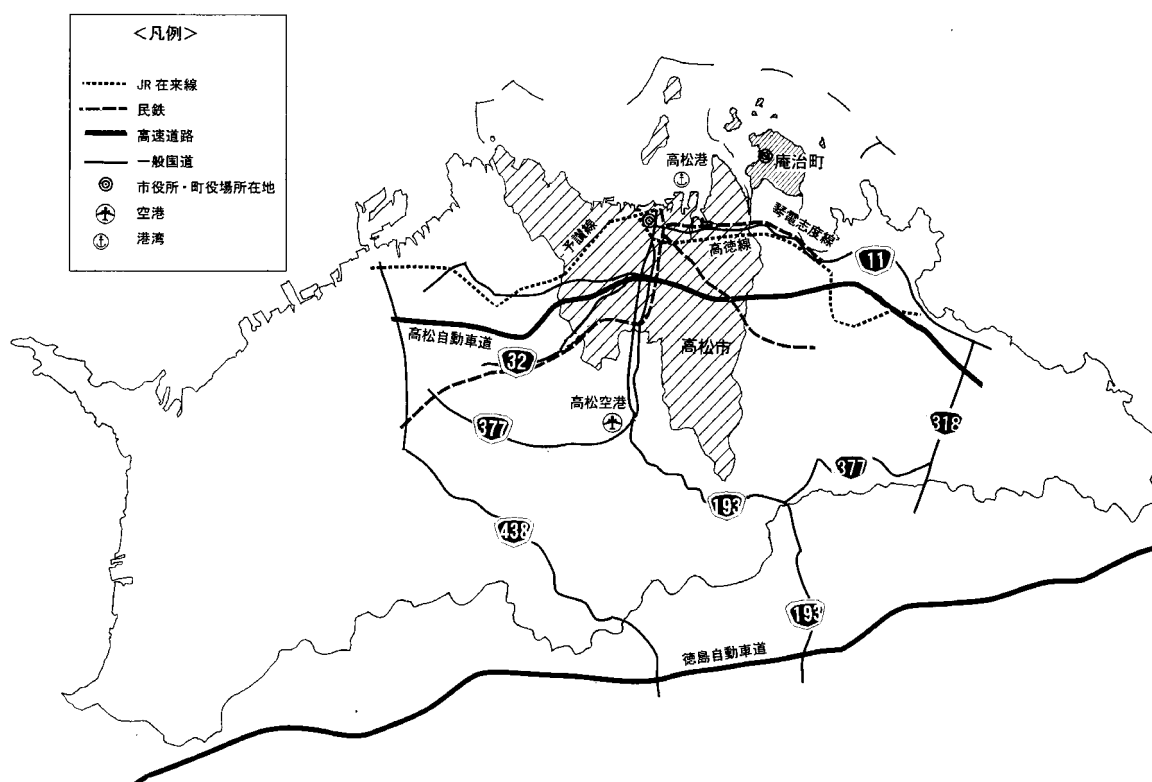 <凡例>
JR在来線
民鉄
高速道路
一般国道
市役所・町役場所在地
空港
港湾
高松港
庵治町
琴電志度線
予讃線
高徳線
11
高松自動車道
32
高松市
高松空港
377
318
377
193
438
193
徳島自動車道